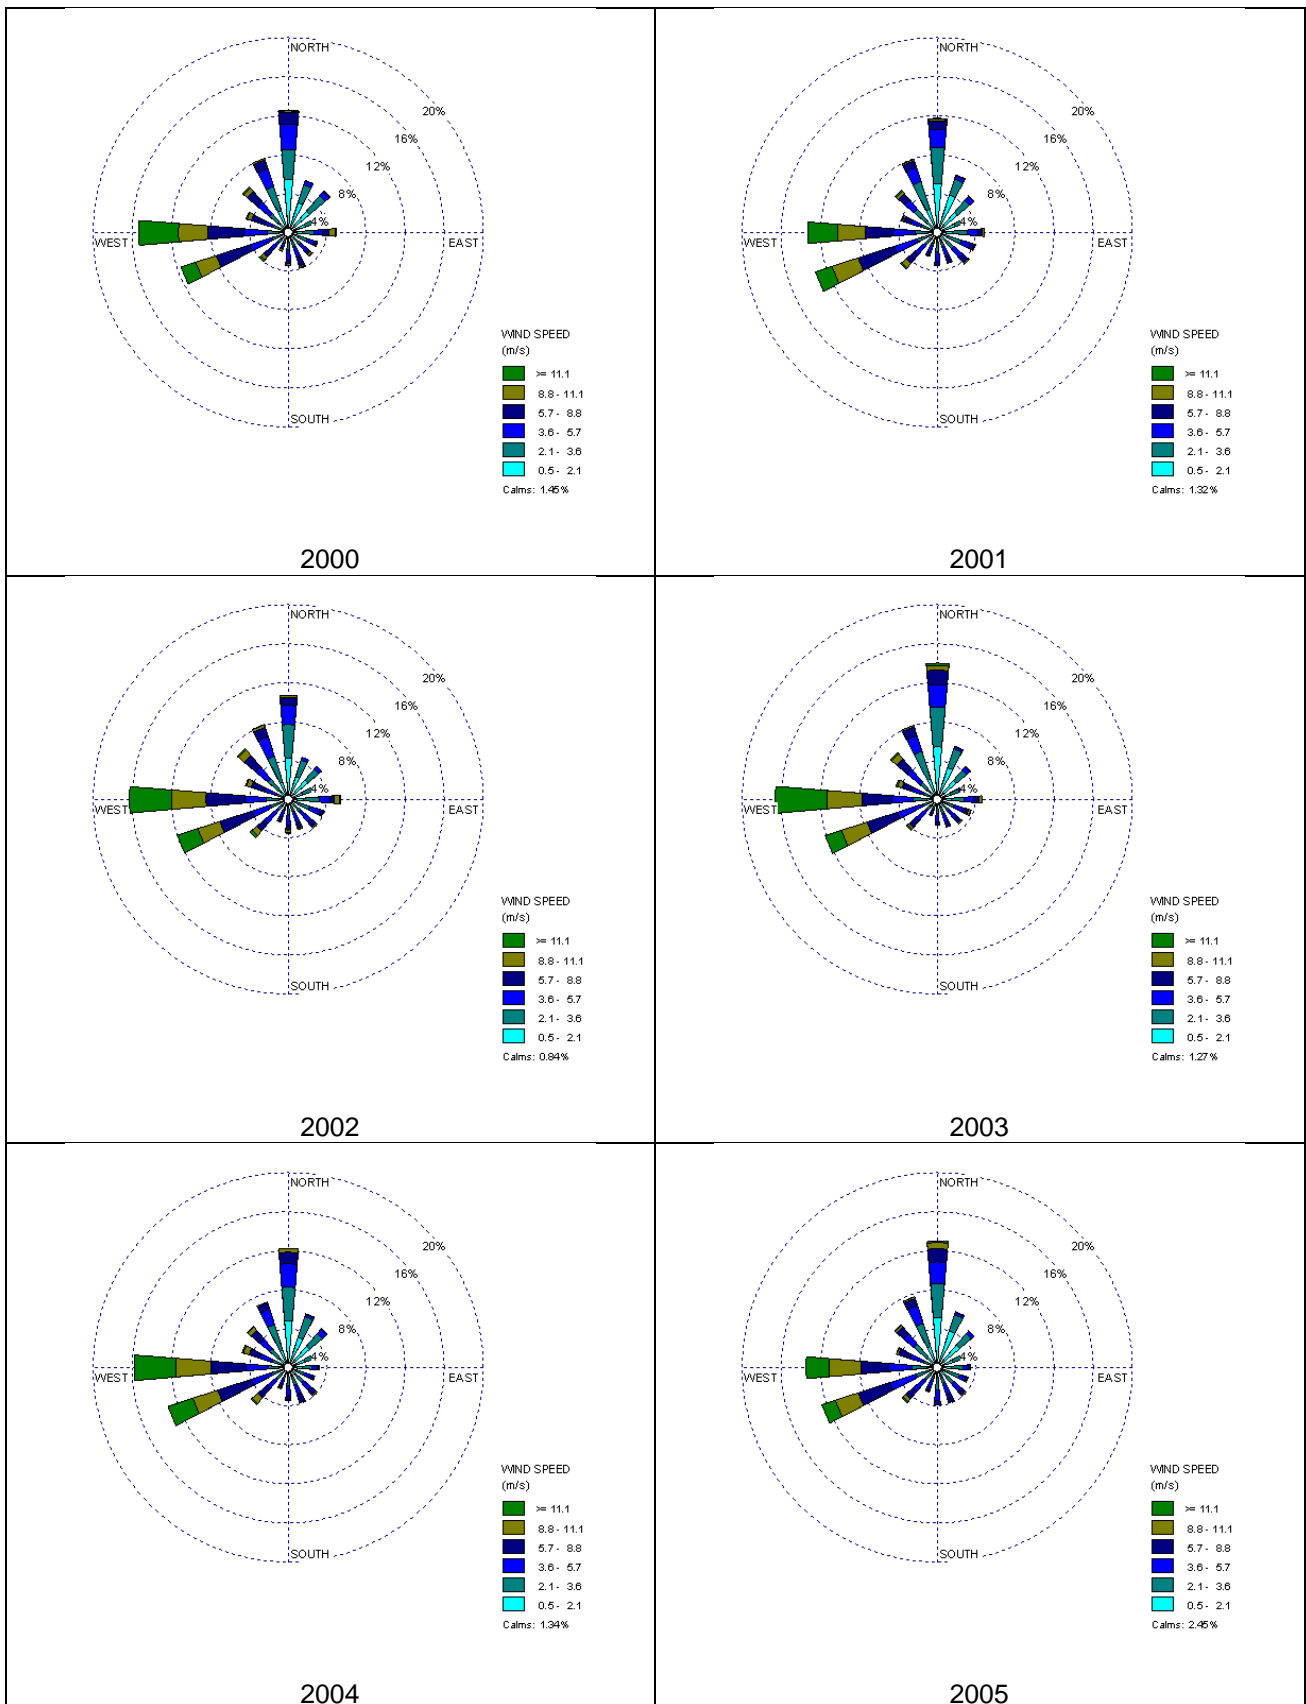 NORTH
20%
16%
12%
8%
4%
WEST
EAST
WIND SPEED
(m/s)
>= 11.1
8.8 - 11.1
5.7 - 8.8
3.6 - 5.7
2.1 - 3.6
0.5 - 2.1
SOUTH
Calms: 1.45%
2000
NORTH
20%
16%
12%
8%
4%
WEST
EAST
WIND SPEED
(m/s)
>= 11.1
8.8 - 11.1
5.7 - 8.8
3.6 - 5.7
2.1 - 3.6
0.5 - 2.1
SOUTH
Calms: 1.32%
2001
NORTH
20%
16%
12%
8%
4%
WEST
EAST
WIND SPEED
(m/s)
>= 11.1
8.8 - 11.1
5.7 - 8.8
3.6 - 5.7
2.1 - 3.6
0.5 - 2.1
SOUTH
Calms: 0.84%
2002
NORTH
20%
16%
12%
8%
4%
WEST
EAST
WIND SPEED
(m/s)
>= 11.1
8.8 - 11.1
5.7 - 8.8
3.6 - 5.7
2.1 - 3.6
0.5 - 2.1
SOUTH
Calms: 1.27%
2003
NORTH
20%
16%
12%
8%
4%
WEST
EAST
WIND SPEED
(m/s)
>= 11.1
8.8 - 11.1
5.7 - 8.8
3.6 - 5.7
2.1 - 3.6
0.5 - 2.1
SOUTH
Calms: 1.34%
2004
NORTH
20%
16%
12%
8%
4%
WEST
EAST
WIND SPEED
(m/s)
>= 11.1
8.8 - 11.1
5.7 - 8.8
3.6 - 5.7
2.1 - 3.6
0.5 - 2.1
SOUTH
Calms: 2.45%
2005